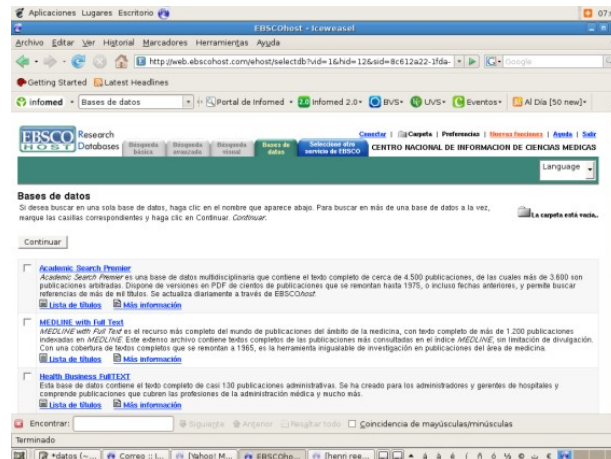 Aplicaciones Lugares Escritorio 07:
EBSCOhost - Iceweasel
Archivo Editar Ver Historial Marcadores Herramientas Ayuda
http://web.ebscohost.com/ehost/selectdb?vid=1&hid=12&sid=8c612a22-1fda- Google
Getting Started Latest Headlines
infomed Bases de datos Portal de Infomed Infomed 2.0 BVS UVS Eventos Al Día [50 new]
EBSCO HOST Research Databases
Conectar | Carpeta | Preferencias | Nuevas funciones | Ayuda | Salir
Búsqueda básica Búsqueda avanzada Búsqueda visual Bases de datos Seleccione otro servicio de EBSCO CENTRO NACIONAL DE INFORMACION DE CIENCIAS MEDICAS
Language
Bases de datos
Si desea buscar en una sola base de datos, haga clic en el nombre que aparece abajo. Para buscar en más de una base de datos a la vez,
marque las casillas correspondientes y haga clic en Continuar. Continuar.
La carpeta está vacía..
Continuar
Academic Search Premier
Academic Search Premier es una base de datos multidisciplinaria que contiene el texto completo de cerca de 4.500 publicaciones, de las cuales más de 3.600 son
publicaciones arbitradas. Dispone de versiones en PDF de cientos de publicaciones que se remontan hasta 1975, o incluso fechas anteriores, y permite buscar
referencias de más de mil títulos. Se actualiza diariamente a través de EBSCOhost.
Lista de títulos Más información
MEDLINE with Full Text
MEDLINE with Full Text es el recurso más completo del mundo de publicaciones del ámbito de la medicina, con texto completo de más de 1.200 publicaciones
indexadas en MEDLINE. Este extenso archivo contiene textos completos de las publicaciones más consultadas en el índice MEDLINE, sin limitación de divulgación.
Con una cobertura de textos completos que se remontan a 1965, es la herramienta inigualable de investigación en publicaciones del área de medicina.
Lista de títulos Más información
Health Business FullTEXT
Esta base de datos contiene el texto completo de casi 130 publicaciones administrativas. Se ha creado para los administradores y gerentes de hospitales y
comprende publicaciones que cubren las profesiones de la administración médica y mucho más.
Lista de títulos Más información
Encontrar: Siguiente Anterior Resaltar todo Coincidencia de mayúsculas/minúsculas
Terminado
*datos (~... Correo :: I... [Yahoo! M... EBSCOho... [henri ree...